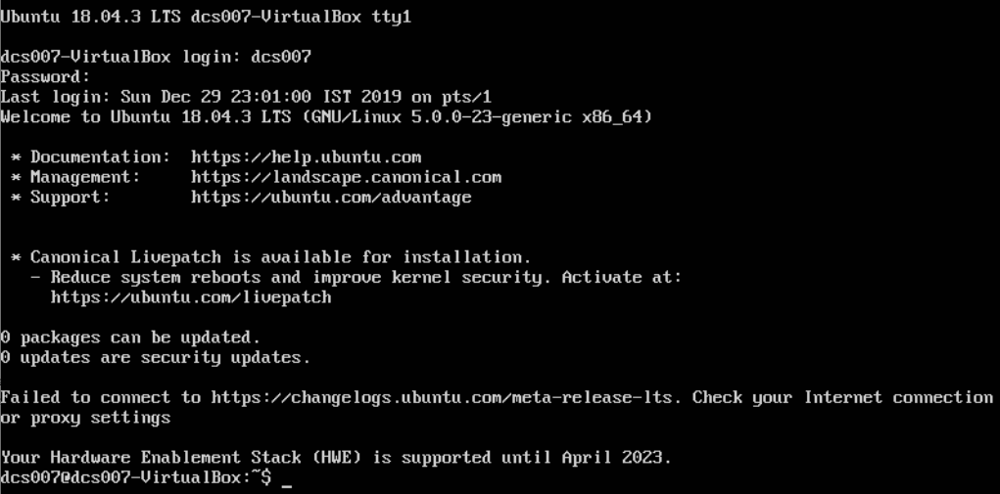 Ubuntu 18.04.3 LTS dcs007-VirtualBox tty1
dcs007-VirtualBox login: dcs007
Password:
Last login: Sun Dec 29 23:01:00 IST 2019 on pts/1
Welcome to Ubuntu 18.04.3 LTS (GNU/Linux 5.0.0-23-generic x86_64)
* Documentation:  https://help.ubuntu.com
* Management:     https://landscape.canonical.com
* Support:        https://ubuntu.com/advantage
* Canonical Livepatch is available for installation.
- Reduce system reboots and improve kernel security. Activate at:
https://ubuntu.com/livepatch
0 packages can be updated.
0 updates are security updates.
Failed to connect to https://changelogs.ubuntu.com/meta-release-lts. Check your Internet connection
or proxy settings
Your Hardware Enablement Stack (HWE) is supported until April 2023.
dcs007@dcs007-VirtualBox:~$ _